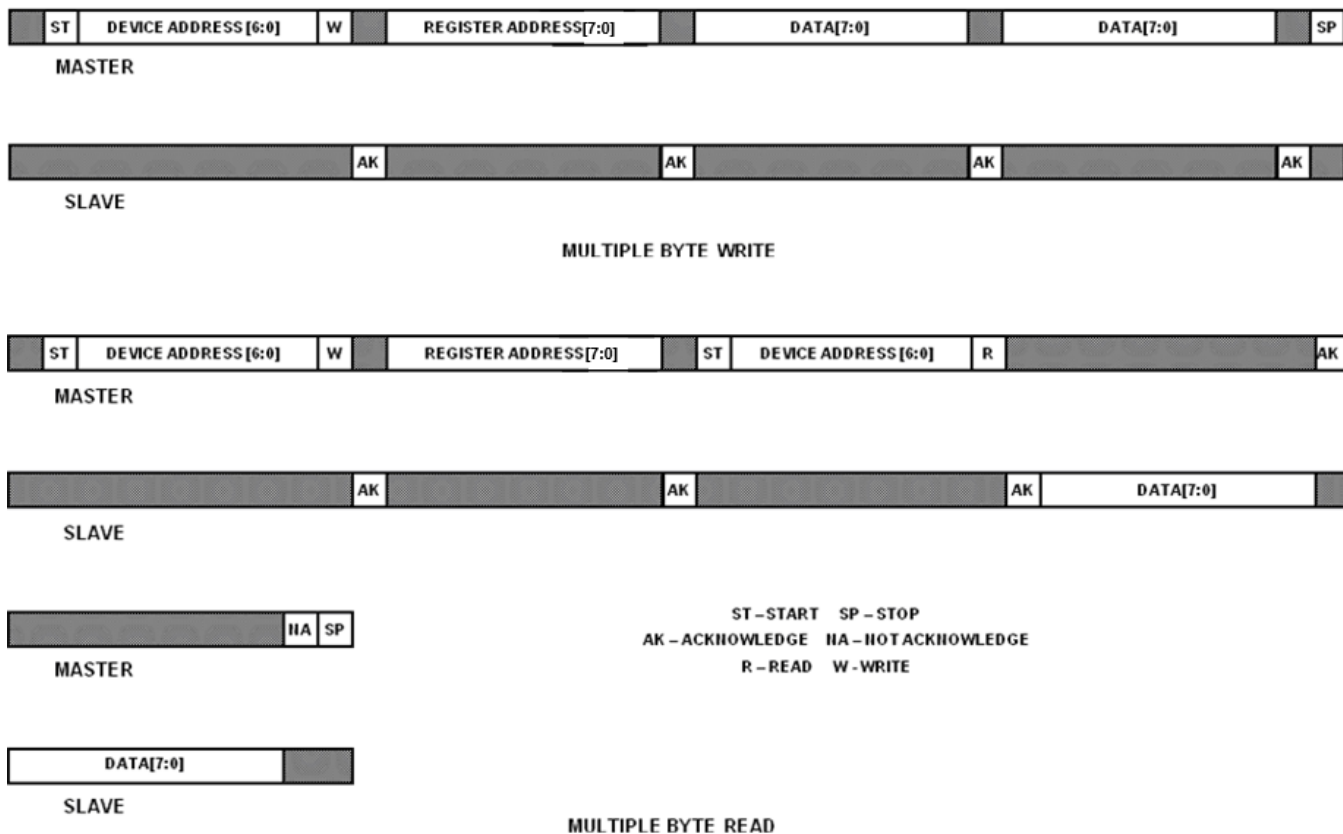 ST DEVICE ADDRESS [6:0] W REGISTER ADDRESS[7:0] DATA[7:0] DATA[7:0] SP
MASTER
AK AK AK AK
SLAVE
MULTIPLE BYTE WRITE
ST DEVICE ADDRESS [6:0] W REGISTER ADDRESS[7:0] ST DEVICE ADDRESS [6:0] R AK
MASTER
AK AK AK DATA[7:0]
SLAVE
NA SP
MASTER
ST – START SP – STOP
AK – ACKNOWLEDGE NA – NOT ACKNOWLEDGE
R – READ W - WRITE
DATA[7:0]
SLAVE
MULTIPLE BYTE READ